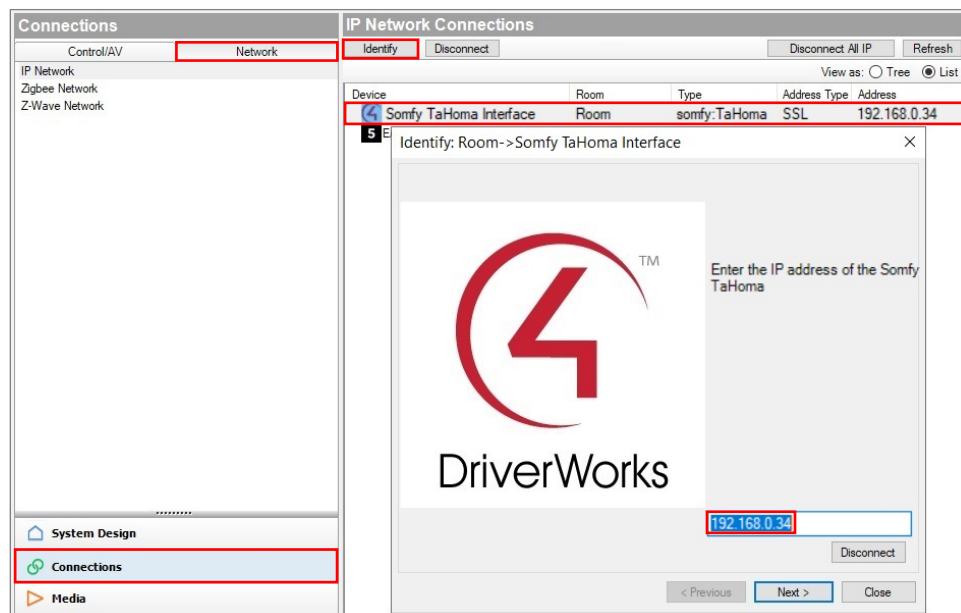 Connections
Control/AV Network
IP Network
Zigbee Network
Z-Wave Network
System Design
Connections
Media
IP Network Connections
Identify Disconnect Disconnect All IP Refresh
View as: Tree List
Device Room Type Address Type Address
4 Somfy TaHoma Interface Room somfy:TaHoma SSL 192.168.0.34
5 E
Identify: Room->Somfy TaHoma Interface
4 TM
DriverWorks
Enter the IP address of the Somfy
TaHoma
192.168.0.34
Disconnect
< Previous Next > Close